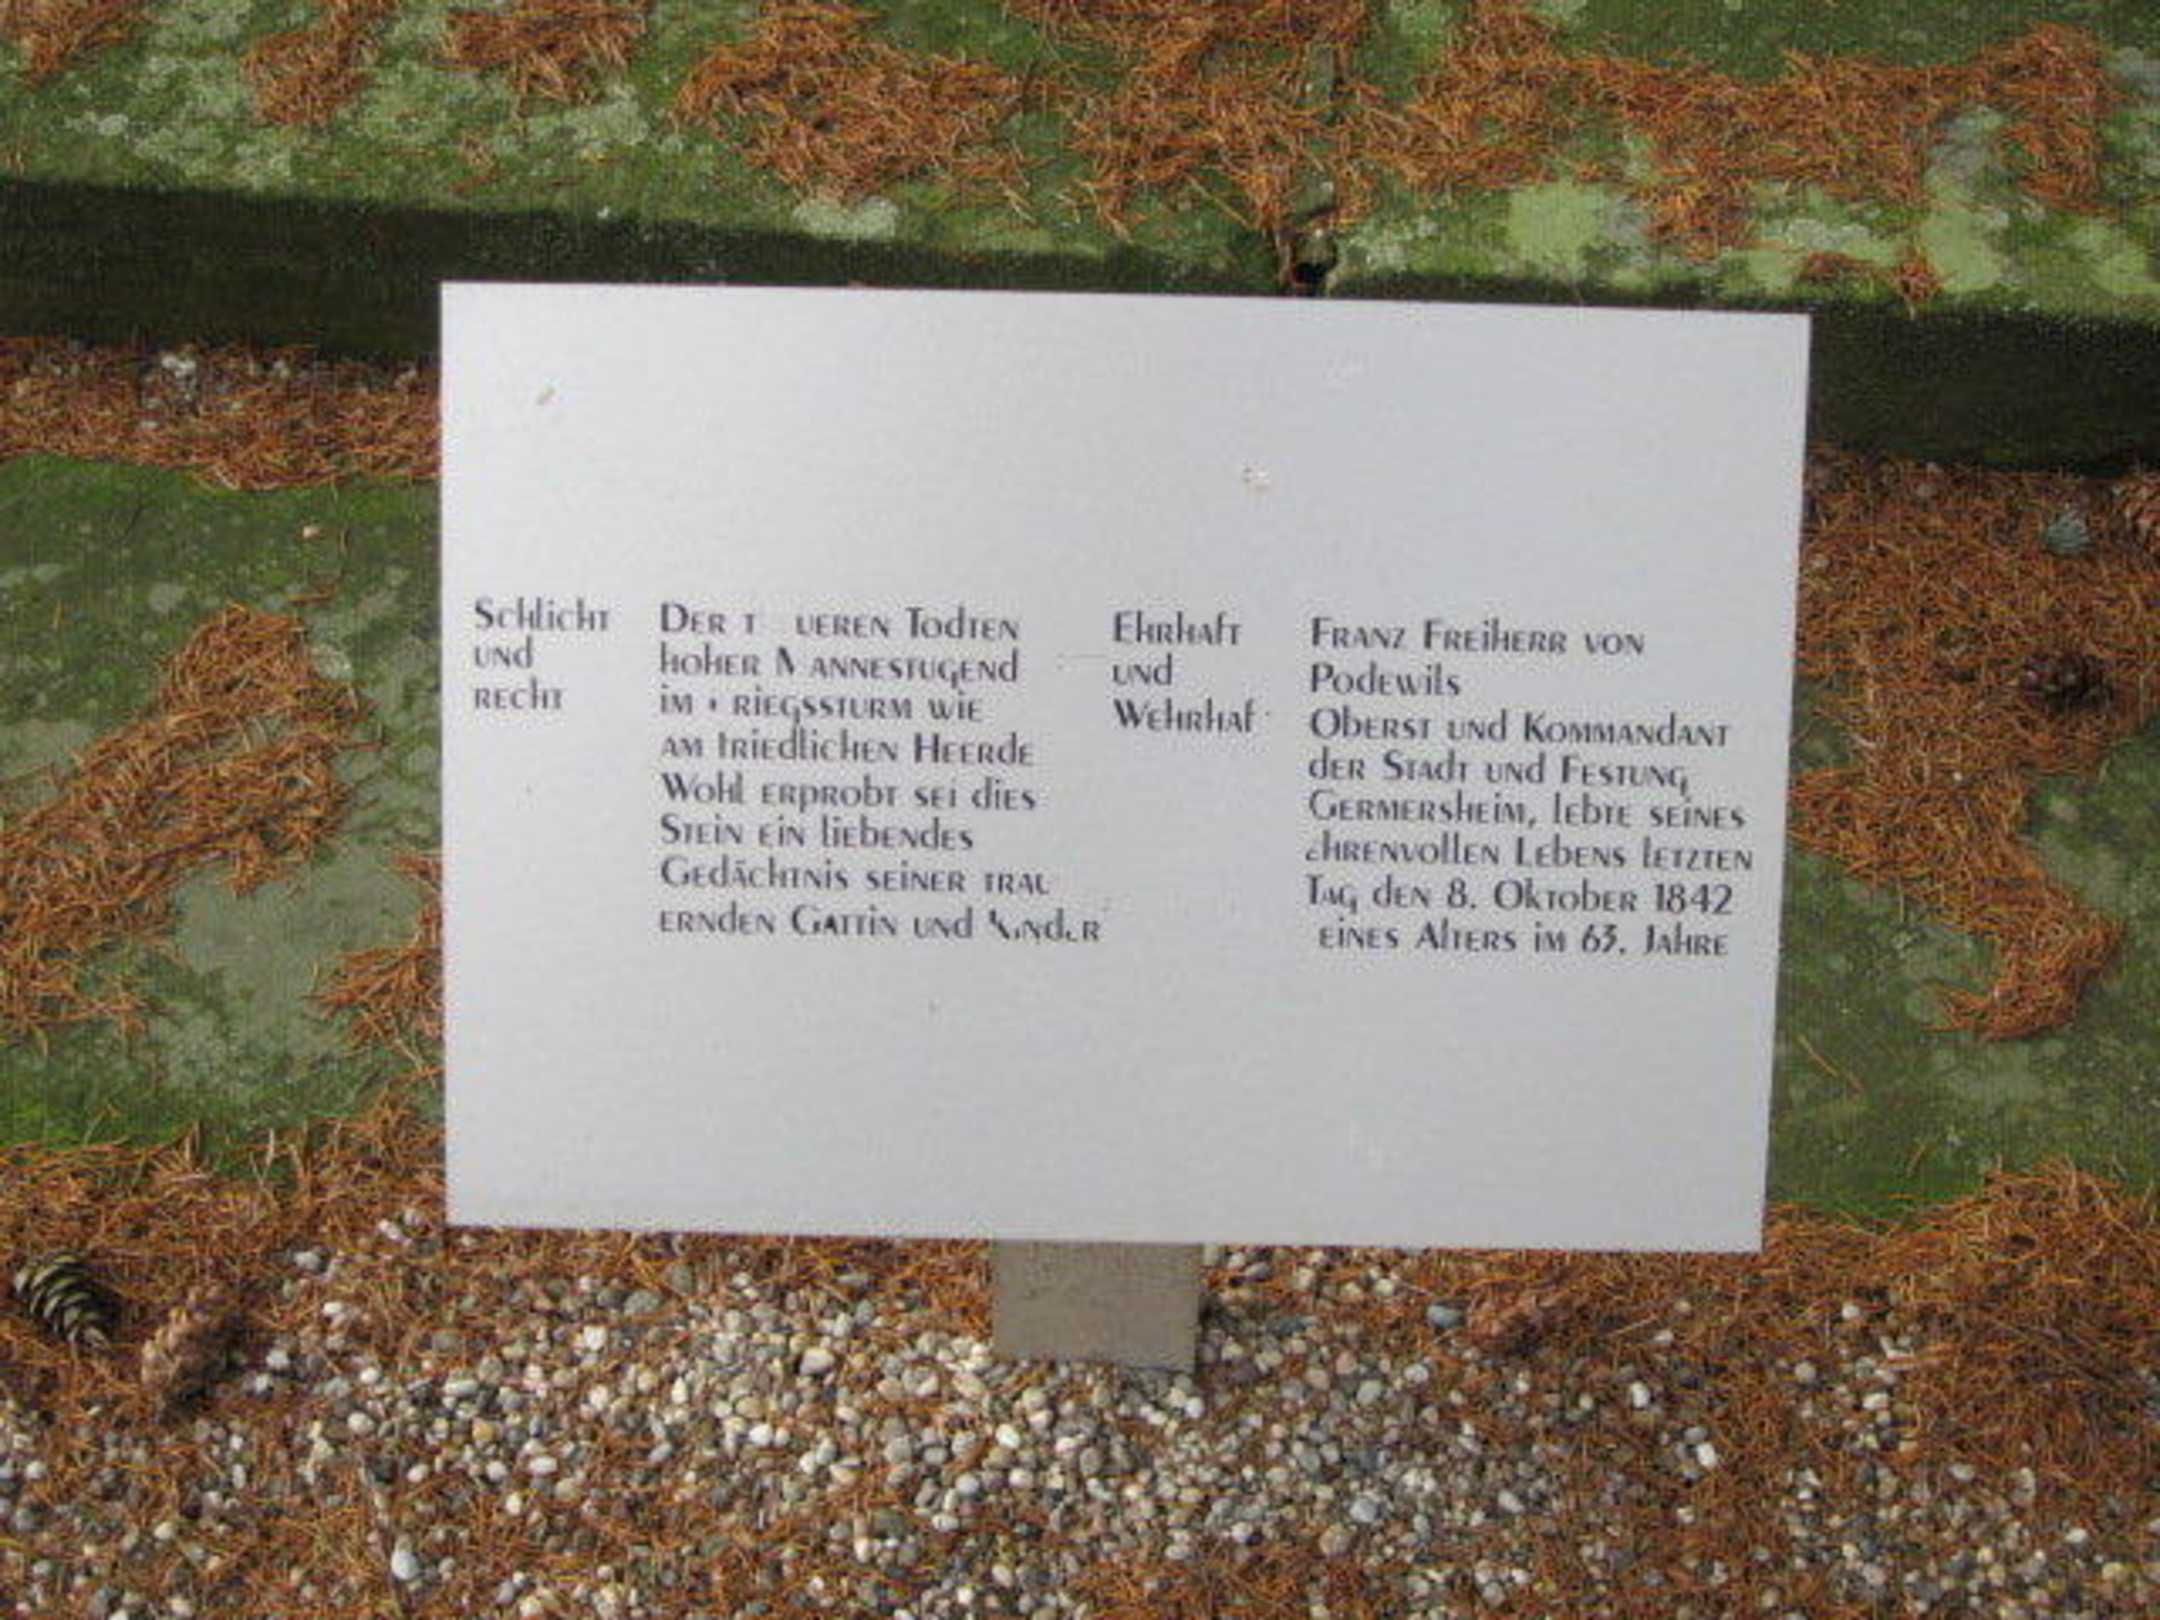 Schlicht
und
recht
Der t ueren Todten
hoher Mannestugend
im riegssturm wie
am friedlichen Heerde
Wohl erprobt sei dies
Stein ein liebendes
Gedächtnis seiner trau
ernden Gattin und Kinder
Ehrhaft
und
Wehrhaf
Franz Freiherr von
Podewils
Oberst und Kommandant
der Stadt und Festung
Germersheim, lebte seines
ehrenvollen Lebens letzten
Tag den 8. Oktober 1842
eines Alters im 63. Jahre